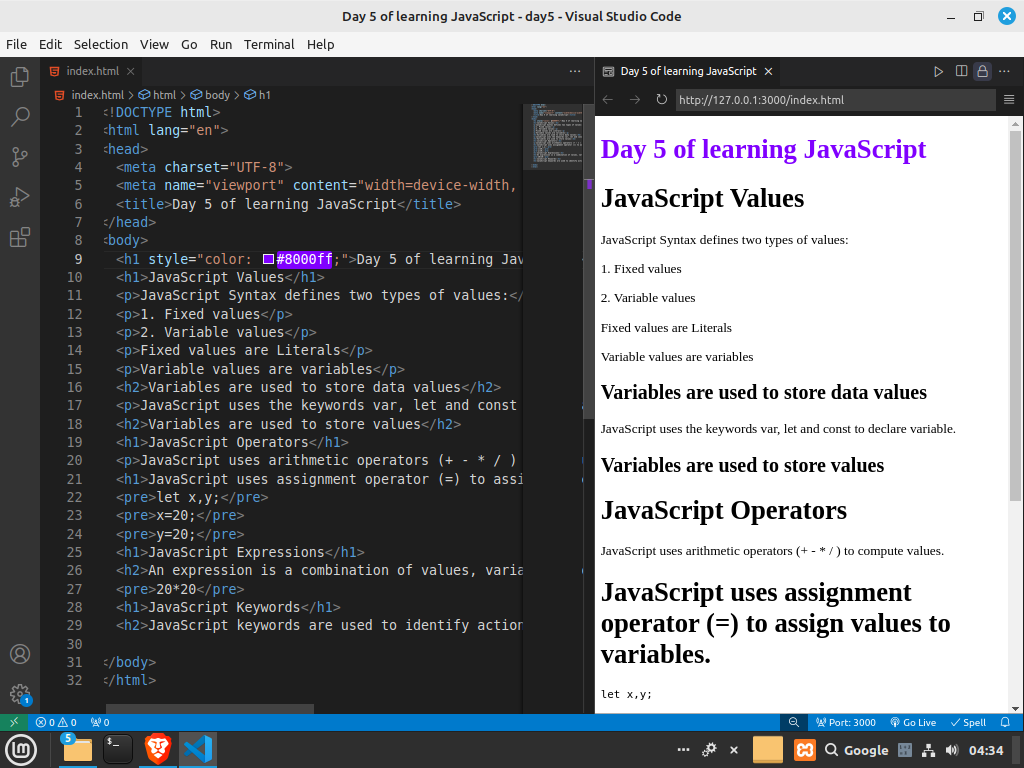 Day 5 of learning JavaScript - day5 - Visual Studio Code
File Edit Selection View Go Run Terminal Help
index.html
Day 5 of learning JavaScript
index.html > html > body > h1
http://127.0.0.1:3000/index.html
1 <!DOCTYPE html>
2 <html lang="en">
3 <head>
4 <meta charset="UTF-8">
5 <meta name="viewport" content="width=device-width,
6 <title>Day 5 of learning JavaScript</title>
7 </head>
8 <body>
9 <h1 style="color: #8000ff;">Day 5 of learning Jav
10 <h1>JavaScript Values</h1>
11 <p>JavaScript Syntax defines two types of values:</
12 <p>1. Fixed values</p>
13 <p>2. Variable values</p>
14 <p>Fixed values are Literals</p>
15 <p>Variable values are variables</p>
16 <h2>Variables are used to store data values</h2>
17 <p>JavaScript uses the keywords var, let and const
18 <h2>Variables are used to store values</h2>
19 <h1>JavaScript Operators</h1>
20 <p>JavaScript uses arithmetic operators (+ - * / )
21 <h1>JavaScript uses assignment operator (=) to assi
22 <pre>let x,y;</pre>
23 <pre>x=20;</pre>
24 <pre>y=20;</pre>
25 <h1>JavaScript Expressions</h1>
26 <h2>An expression is a combination of values, varia
27 <pre>20*20</pre>
28 <h1>JavaScript Keywords</h1>
29 <h2>JavaScript keywords are used to identify action
30
31 </body>
32 </html>
Day 5 of learning JavaScript
JavaScript Values
JavaScript Syntax defines two types of values:
1. Fixed values
2. Variable values
Fixed values are Literals
Variable values are variables
Variables are used to store data values
JavaScript uses the keywords var, let and const to declare variable.
Variables are used to store values
JavaScript Operators
JavaScript uses arithmetic operators (+ - * / ) to compute values.
JavaScript uses assignment
operator (=) to assign values to
variables.
let x,y;
1
0 0 0 Port: 3000 Go Live Spell
5 $_ Google 04:34